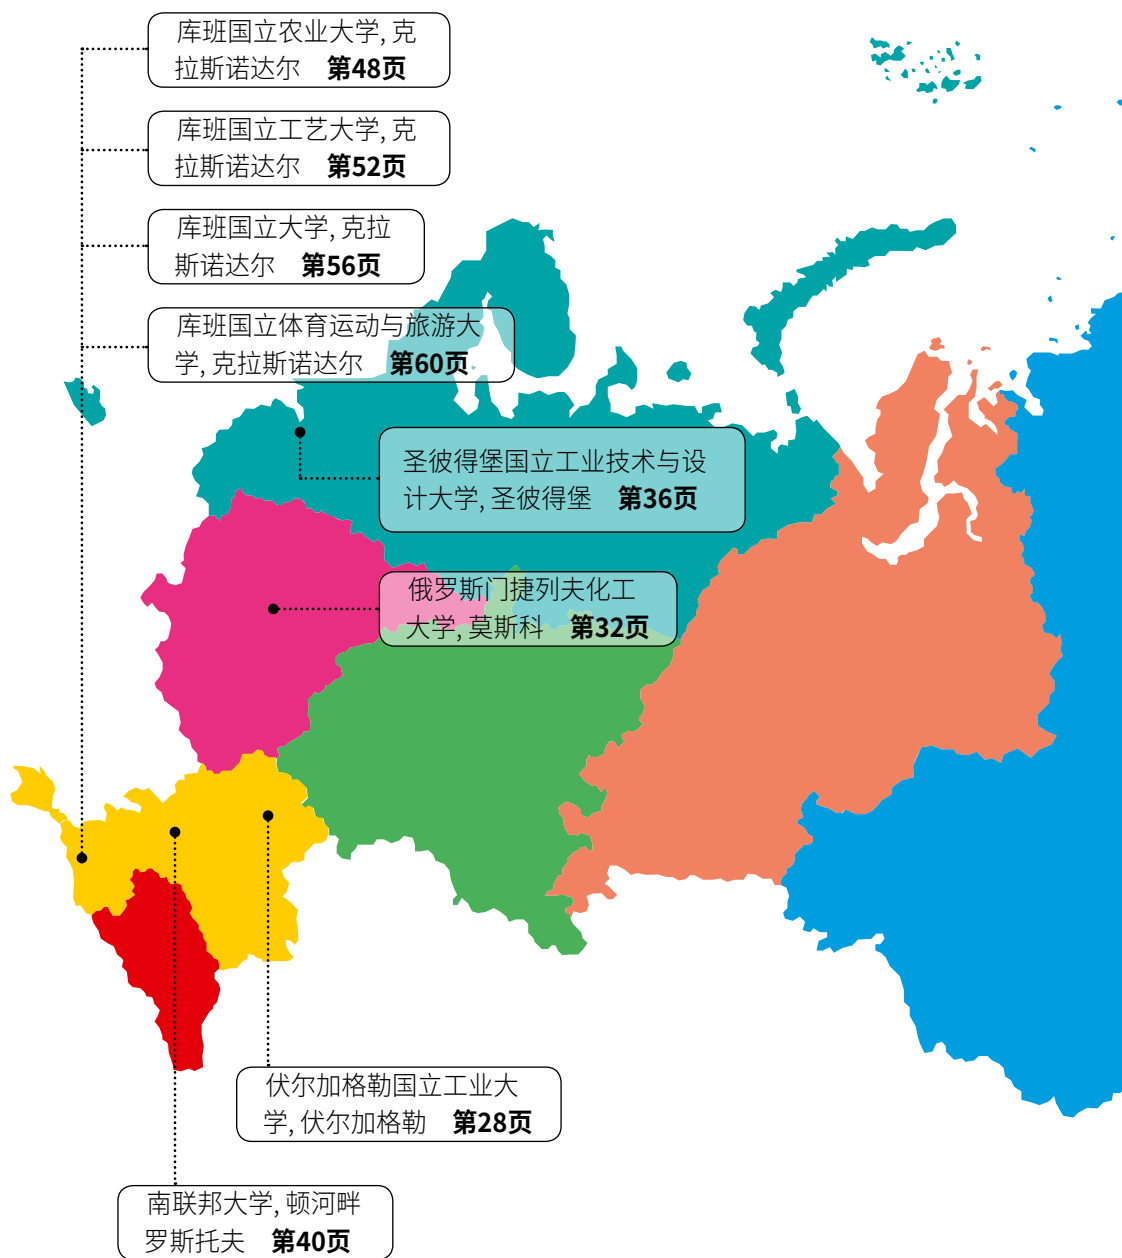 库班国立农业大学, 克
拉斯诺达尔 第48页
库班国立工艺大学, 克
拉斯诺达尔 第52页
库班国立大学, 克拉
斯诺达尔 第56页
库班国立体育运动与旅游大
学, 克拉斯诺达尔 第60页
圣彼得堡国立工业技术与设
计大学, 圣彼得堡 第36页
俄罗斯门捷列夫化工
大学, 莫斯科 第32页
伏尔加格勒国立工业大
学, 伏尔加格勒 第28页
南联邦大学, 顿河畔
罗斯托夫 第40页